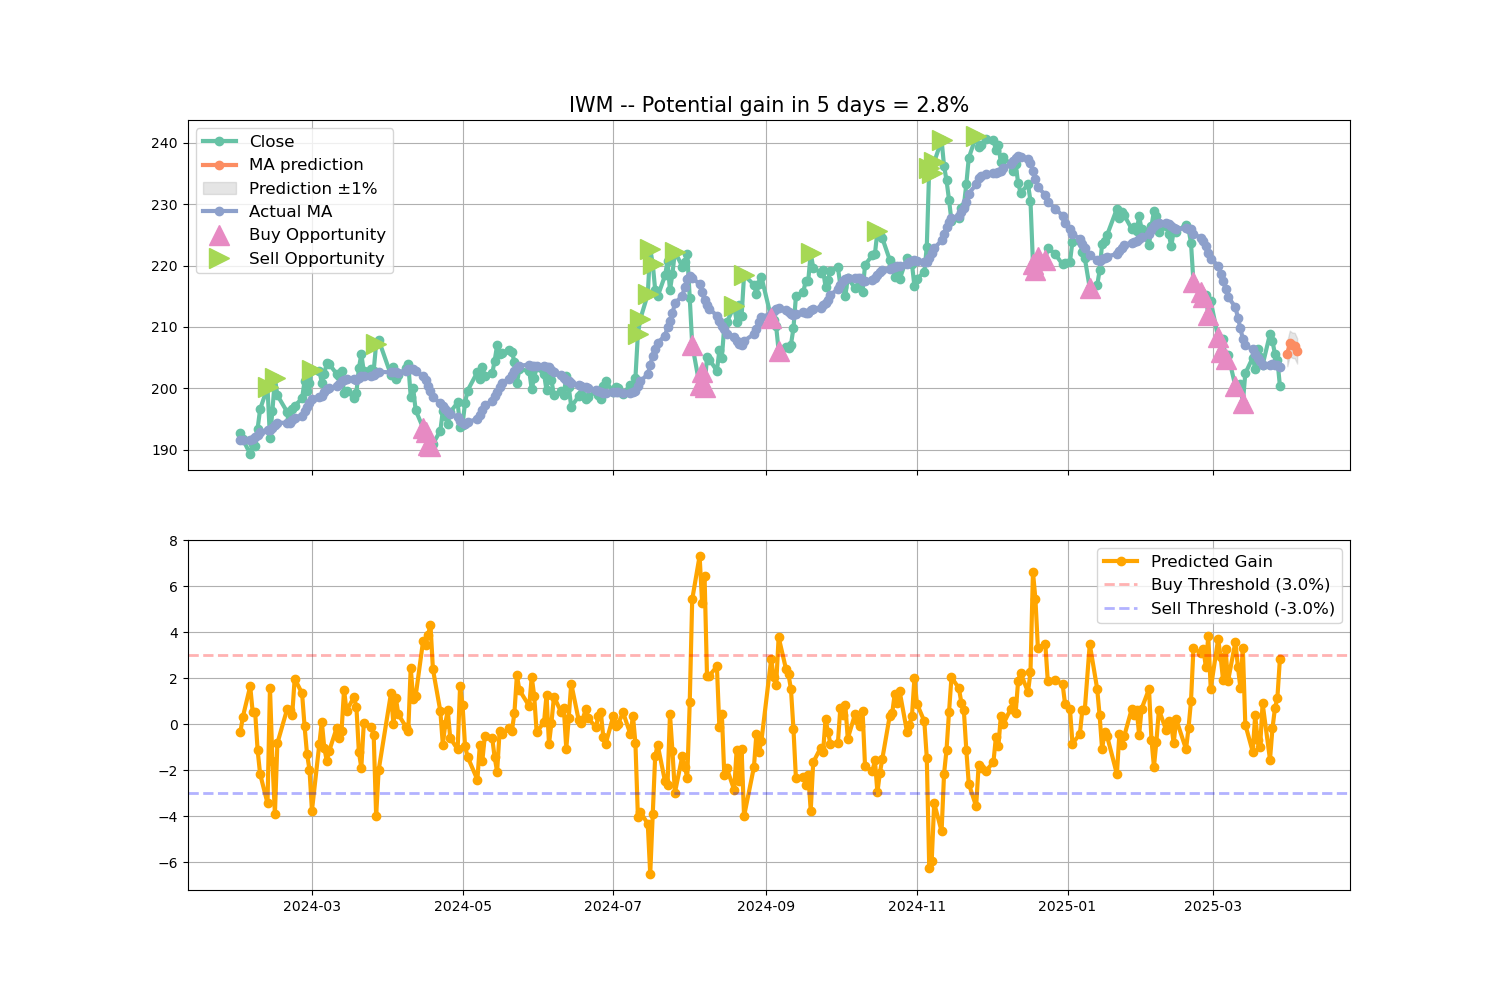 IWM -- Potential gain in 5 days = 2.8%
240
230
220
210
200
190
Close
MA prediction
Prediction ±1%
Actual MA
Buy Opportunity
Sell Opportunity
8
6
4
2
0
−2
−4
−6
Predicted Gain
Buy Threshold (3.0%)
Sell Threshold (-3.0%)
2024-03
2024-05
2024-07
2024-09
2024-11
2025-01
2025-03